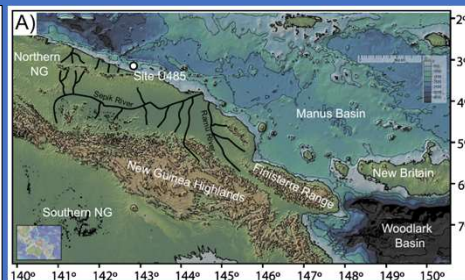 A)
Northern
NG
Site U485
Sepik River
Ramu
Manus Basin
New Guinea Highlands
Finisterre Range
New Britain
Southern NG
Woodlark
Basin
2°
3°
4°
5°
6°
7°
140° 141° 142° 143° 144° 145° 146° 147° 148° 149° 150°